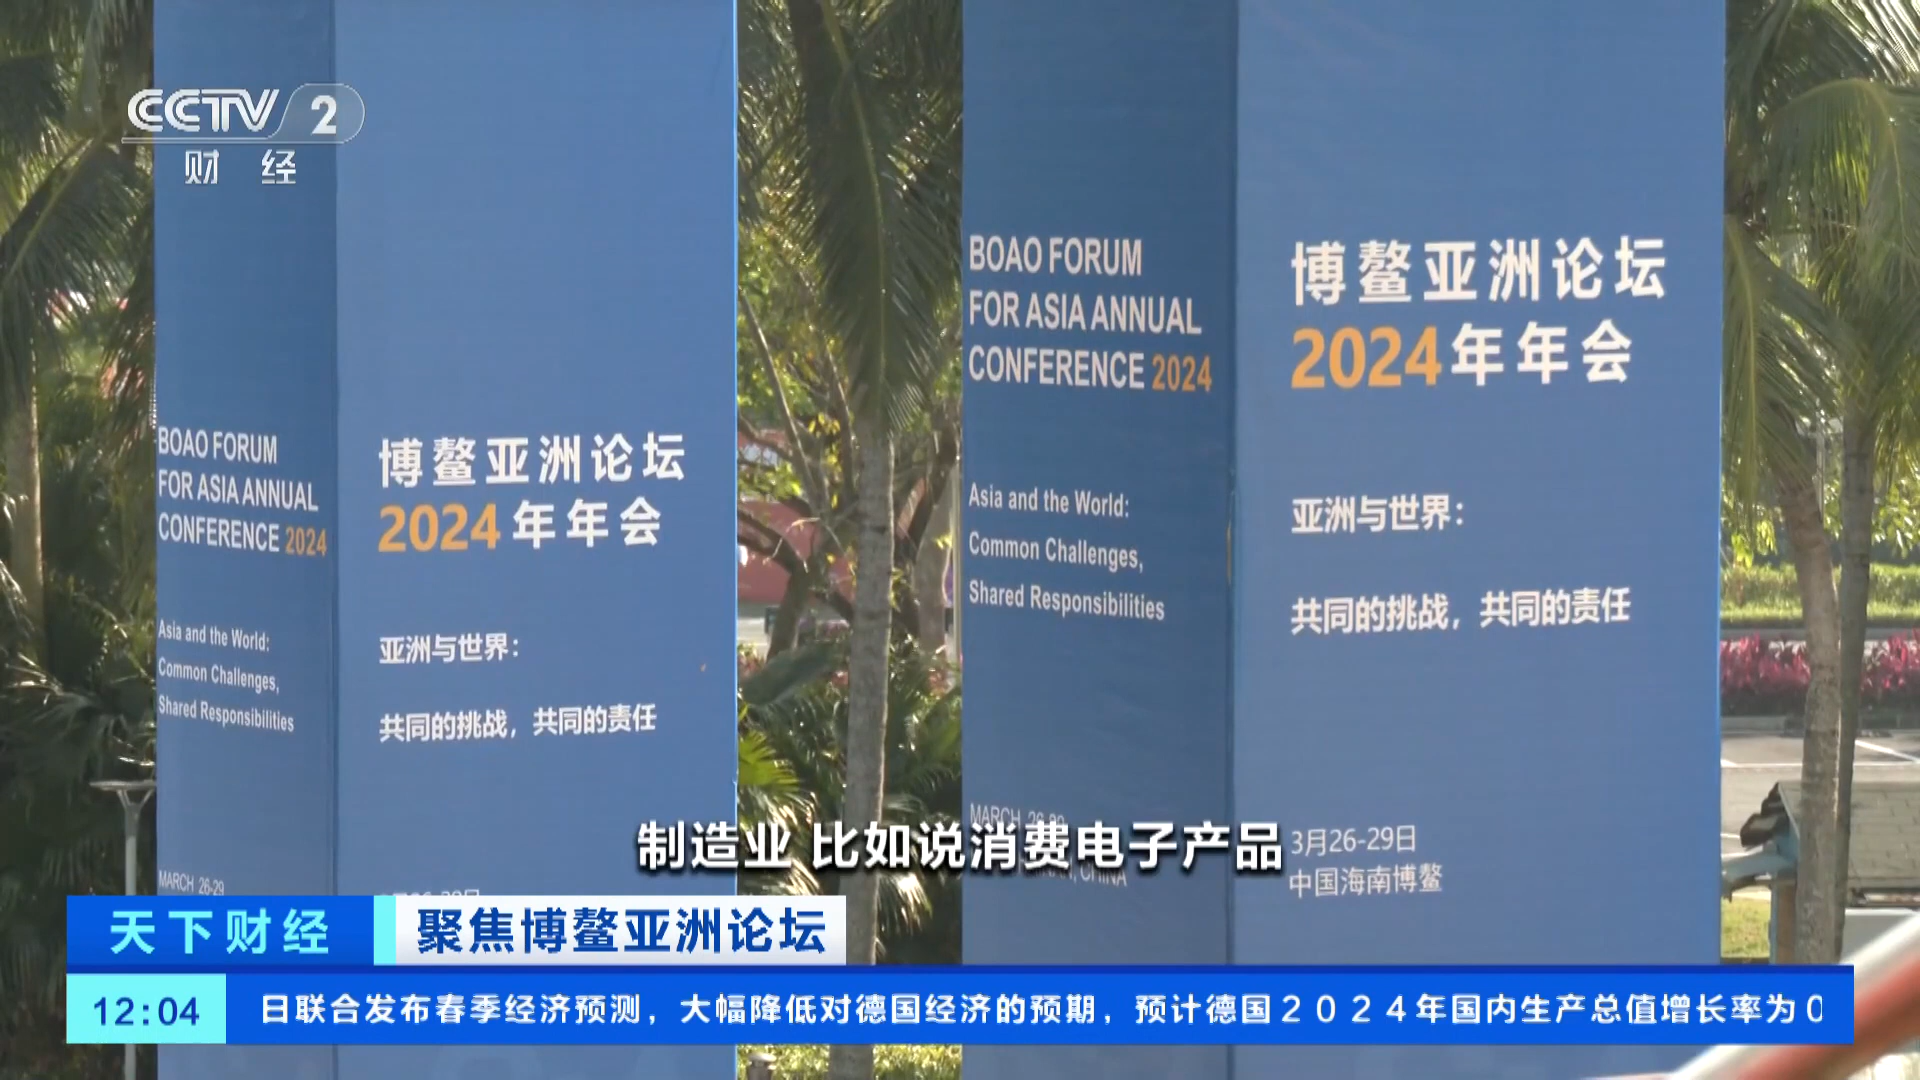 CCTV 2
财 经
BOAO FORUM
FOR ASIA ANNUAL
CONFERENCE 2024
Asia and the World:
Common Challenges,
Shared Responsibilities
MARCH 26-29
博鳌亚洲论坛
2024年年会
亚洲与世界：
共同的挑战，共同的责任
BOAO FORUM
FOR ASIA ANNUAL
CONFERENCE 2024
Asia and the World:
Common Challenges,
Shared Responsibilities
MARCH 26-29
CHINA
博鳌亚洲论坛
2024年年会
亚洲与世界：
共同的挑战，共同的责任
3月26-29日
中国海南博鳌
制造业 比如说消费电子产品
天下财经
聚焦博鳌亚洲论坛
12:04
日联合发布春季经济预测，大幅降低对德国经济的预期，预计德国２０２４年国内生产总值增长率为０